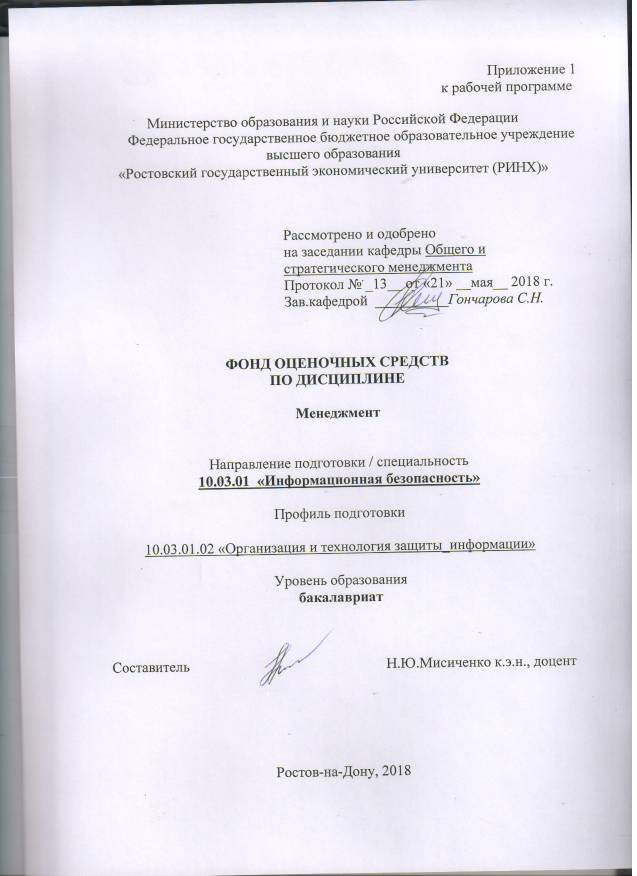 Приложение 1
к рабочей программе
Министерство образования и науки Российской Федерации
Федеральное государственное бюджетное образовательное учреждение
высшего образования
«Ростовский государственный экономический университет (РИНХ)»
Рассмотрено и одобрено
на заседании кафедры Общего и
стратегического менеджмента
Протокол № _13__ от «21» __мая__ 2018 г.
Зав.кафедрой __________ Гончарова С.Н.
ФОНД ОЦЕНОЧНЫХ СРЕДСТВ
ПО ДИСЦИПЛИНЕ
Менеджмент
Направление подготовки / специальность
10.03.01 «Информационная безопасность»
Профиль подготовки
10.03.01.02 «Организация и технология защиты_информации»
Уровень образования
бакалавриат
Составитель Н.Ю.Мисиченко к.э.н., доцент
Ростов-на-Дону, 2018